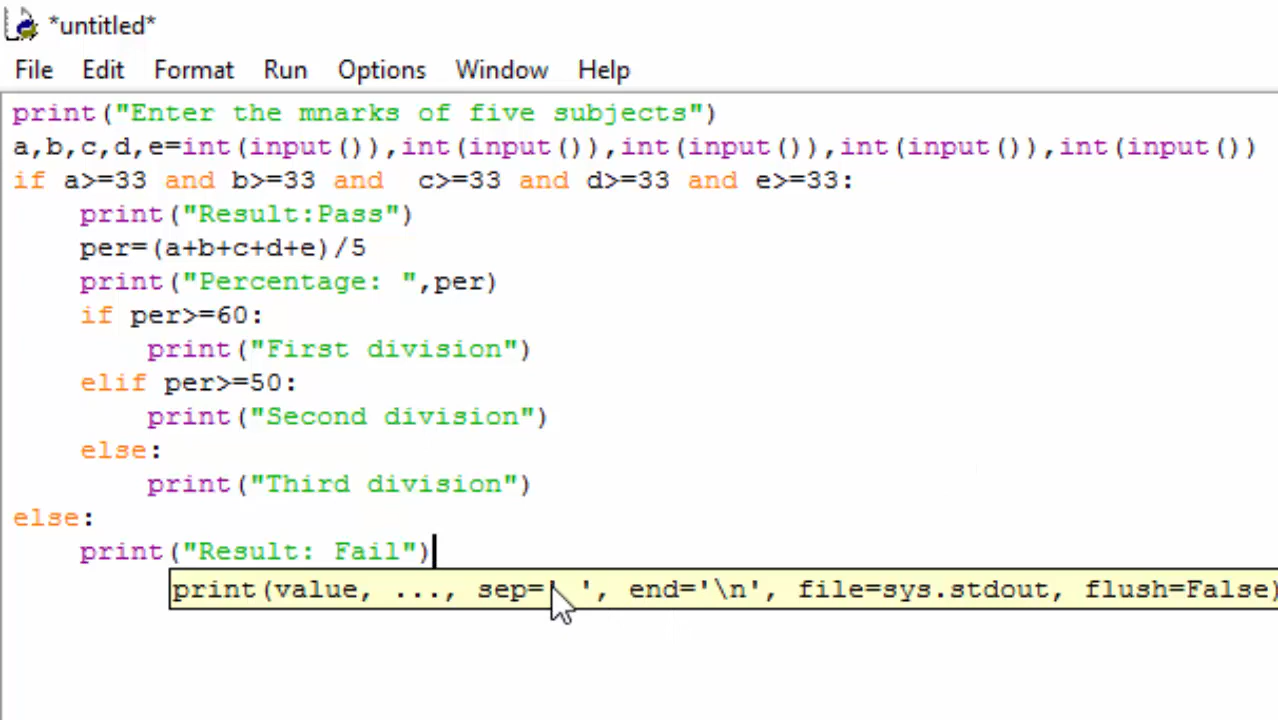 *untitled*
File Edit Format Run Options Window Help
print("Enter the mnarks of five subjects")
a,b,c,d,e=int(input()),int(input()),int(input()),int(input()),int(input())
if a>=33 and b>=33 and  c>=33 and d>=33 and e>=33:
    print("Result:Pass")
    per=(a+b+c+d+e)/5
    print("Percentage: ",per)
    if per>=60:
        print("First division")
    elif per>=50:
        print("Second division")
    else:
        print("Third division")
else:
    print("Result: Fail")
print(value, ..., sep=' ', end='\n', file=sys.stdout, flush=False)